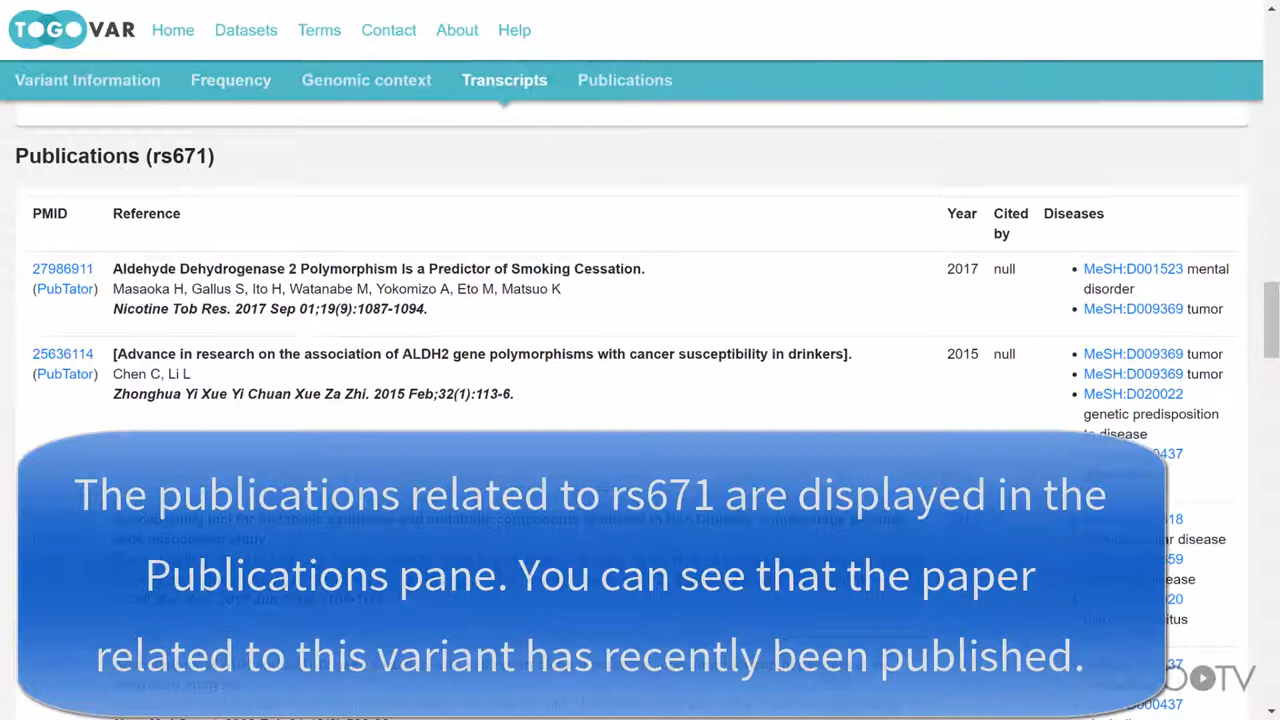 TOGO VAR Home Datasets Terms Contact About Help
Variant Information Frequency Genomic context Transcripts Publications
Publications (rs671)
PMID Reference Year Cited by Diseases
27986911 Aldehyde Dehydrogenase 2 Polymorphism Is a Predictor of Smoking Cessation. 2017 null MeSH:D001523 mental disorder
(PubTator) Masaoka H, Gallus S, Ito H, Watanabe M, Yokomizo A, Eto M, Matsuo K
Nicotine Tob Res. 2017 Sep 01;19(9):1087-1094. MeSH:D009369 tumor
25636114 [Advance in research on the association of ALDH2 gene polymorphisms with cancer susceptibility in drinkers]. 2015 null MeSH:D009369 tumor
(PubTator) Chen C, Li L MeSH:D009369 tumor
Zhonghua Yi Xue Yi Chuan Xue Za Zhi. 2015 Feb;32(1):113-6. MeSH:D020022
genetic predisposition
to disease
The publications related to rs671 are displayed in the
Publications pane. You can see that the paper
related to this variant has recently been published.